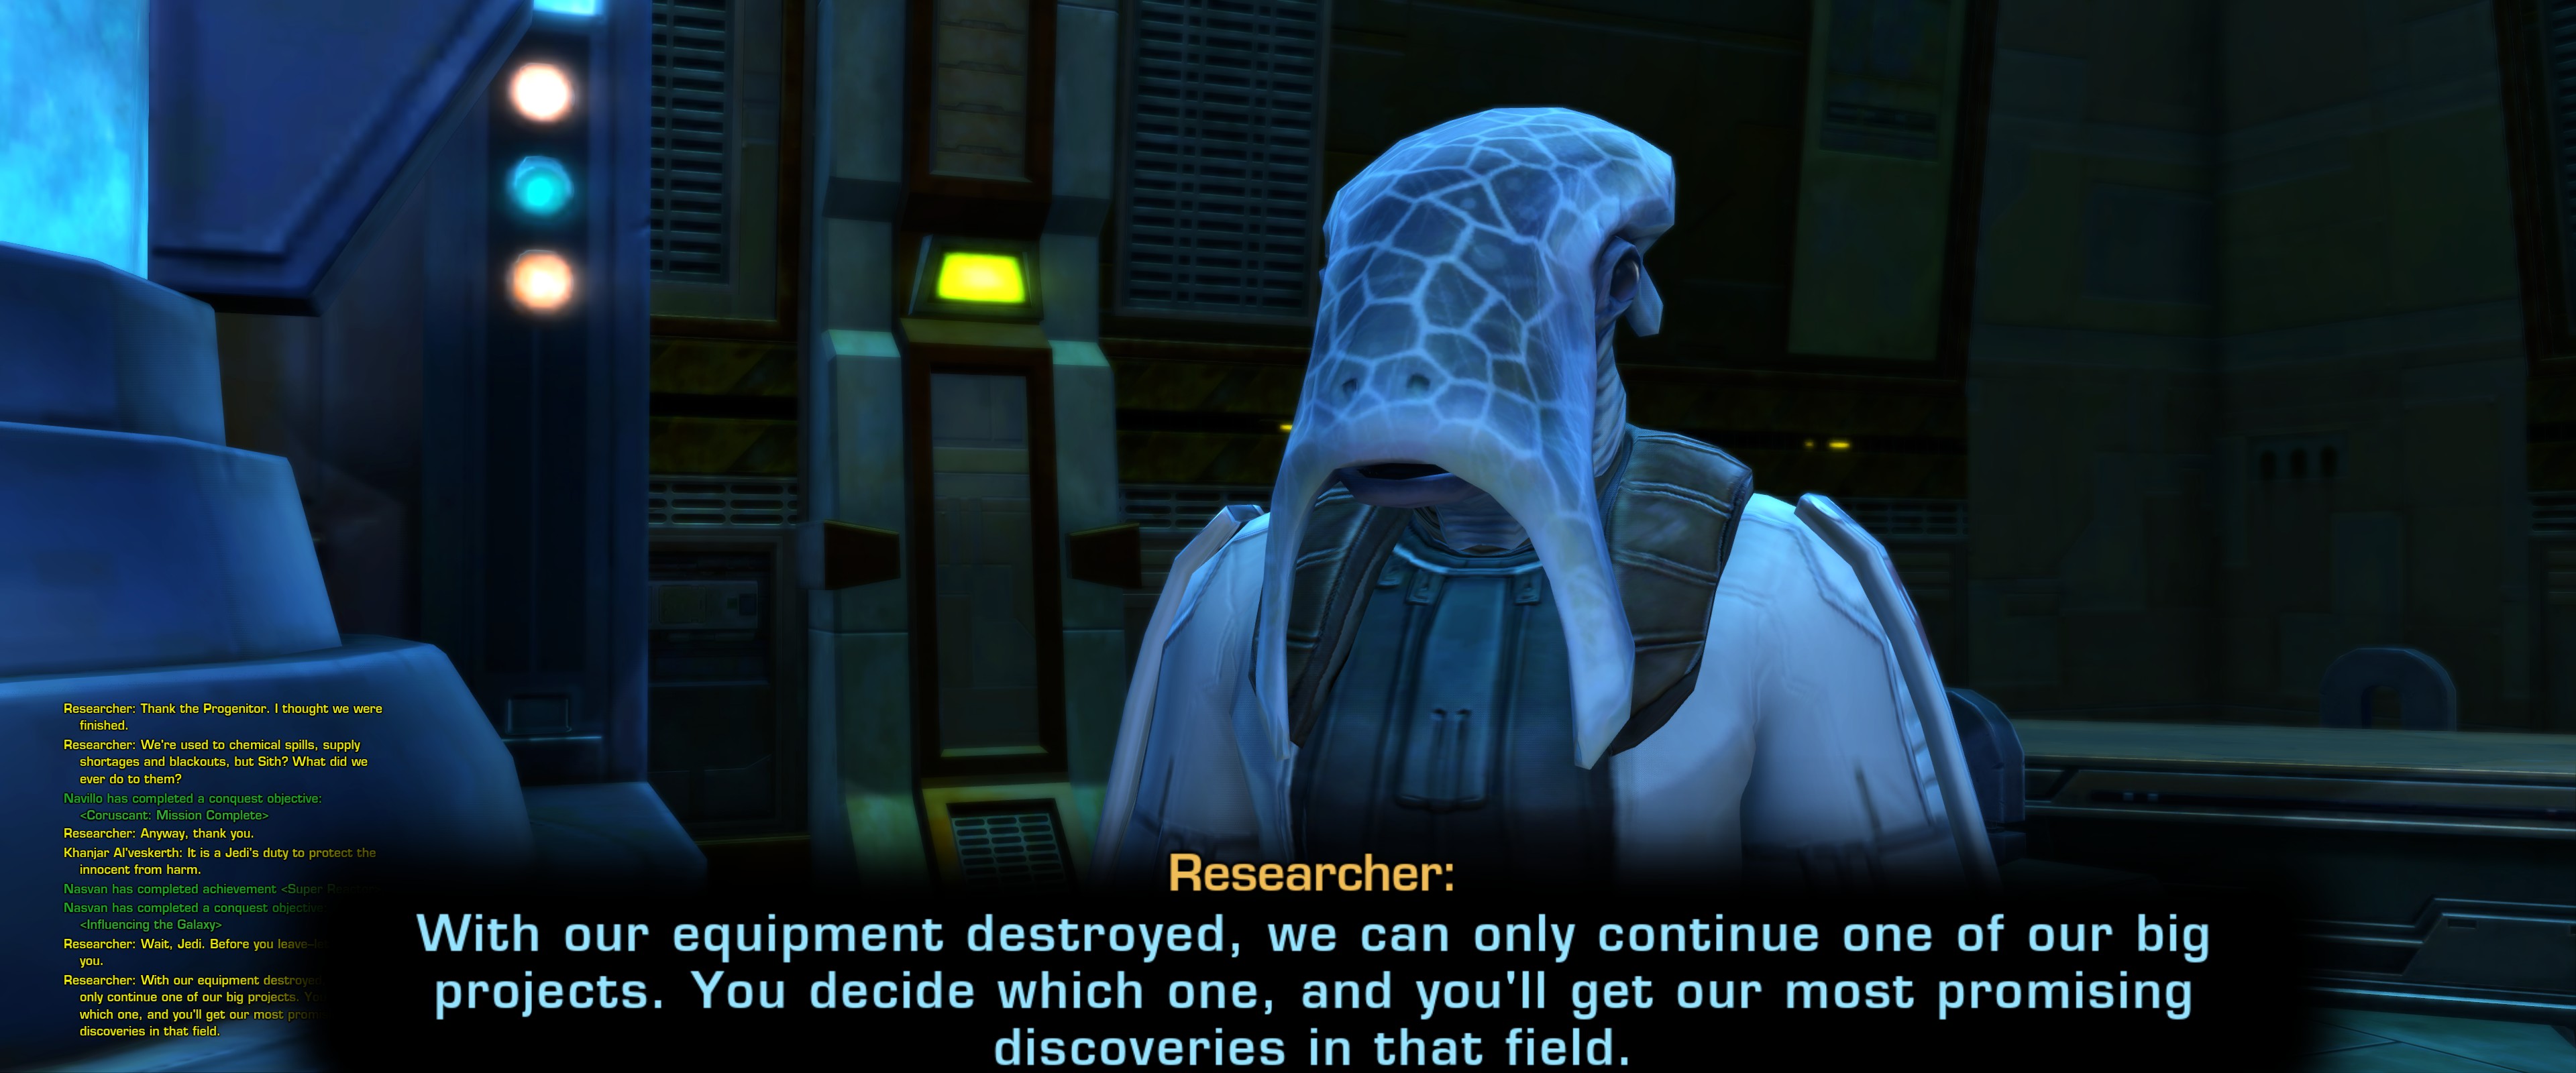 Researcher: Thank the Progenitor. I thought we were
finished.
Researcher: We're used to chemical spills, supply
shortages and blackouts, but Sith? What did we
ever do to them?
Navillo has completed a conquest objective:
<Coruscant: Mission Complete>
Researcher: Anyway, thank you.
Khanjar Al'veskerth: It is a Jedi's duty to protect the
innocent from harm.
Nasvan has completed achievement <Super
Nasvan has completed a conquest objective:
<Influencing the Galaxy>
Researcher: Wait, Jedi. Before you leave-
you.
Researcher: With our equipment destroyed
only continue one of our big projects. You
which one, and you'll get our most
discoveries in that field.
Researcher:
With our equipment destroyed, we can only continue one of our big
projects. You decide which one, and you'll get our most promising
discoveries in that field.